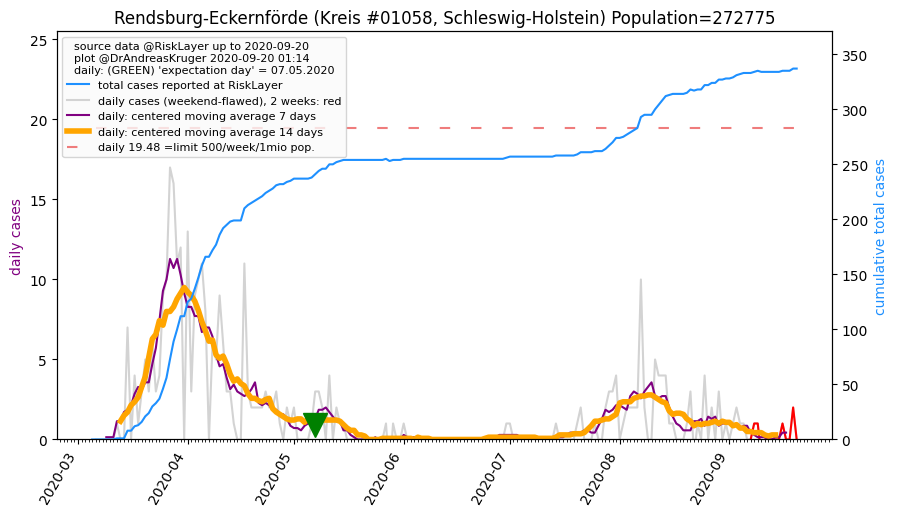 Rendsburg-Eckernförde (Kreis #01058, Schleswig-Holstein) Population=272775
source data @RiskLayer up to 2020-09-20
plot @DrAndreasKruger 2020-09-20 01:14
daily: (GREEN) 'expectation day' = 07.05.2020
total cases reported at RiskLayer
daily cases (weekend-flawed), 2 weeks: red
daily: centered moving average 7 days
daily: centered moving average 14 days
daily 19.48 =limit 500/week/1mio pop.
daily cases
25
20
15
10
5
0
cumulative total cases
350
300
250
200
150
100
50
0
2020-03
2020-04
2020-05
2020-06
2020-07
2020-08
2020-09